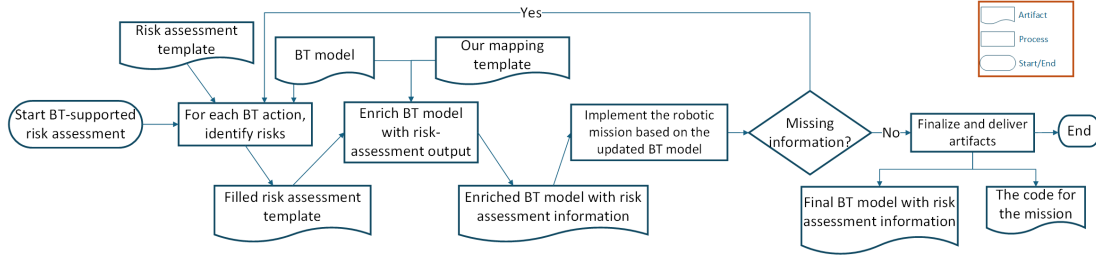 Yes
Artifact
Process
Start/End
Risk assessment
template
BT model
Our mapping
template
Start BT-supported
risk assessment
For each BT action,
identify risks
Enrich BT model
with risk-
assessment output
Implement the robotic
mission based on the
updated BT model
Missing
information?
No
Finalize and deliver
artifacts
End
Filled risk assessment
template
Enriched BT model with risk
assessment information
Final BT model with risk
assessment information
The code for
the mission